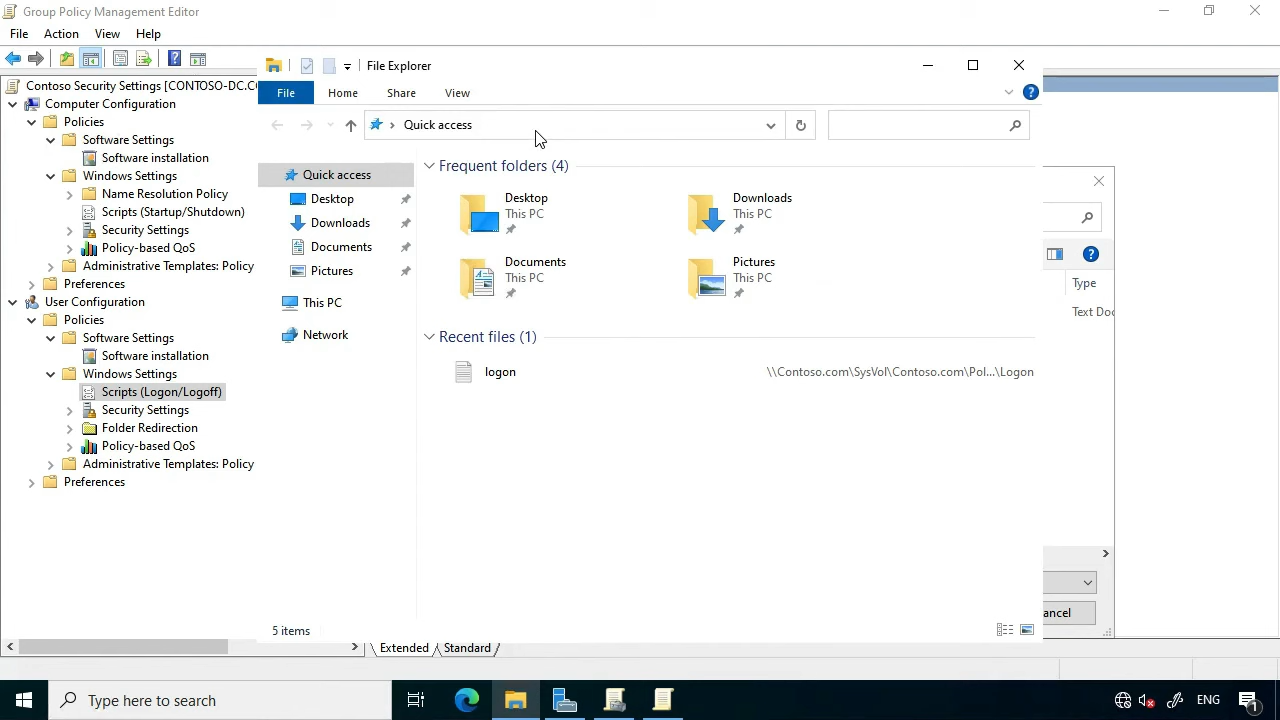 Group Policy Management Editor
File Action View Help
Contoso Security Settings [CONTOSO-DC.CO
Computer Configuration
Policies
Software Settings
Software installation
Windows Settings
Name Resolution Policy
Scripts (Startup/Shutdown)
Security Settings
Policy-based QoS
Administrative Templates: Policy
Preferences
User Configuration
Policies
Software Settings
Software installation
Windows Settings
Scripts (Logon/Logoff)
Security Settings
Folder Redirection
Policy-based QoS
Administrative Templates: Policy
Preferences
File Explorer
File Home Share View
Quick access
Quick access
Desktop
Downloads
Documents
Pictures
This PC
Network
Frequent folders (4)
Desktop
This PC
Downloads
This PC
Documents
This PC
Pictures
This PC
Recent files (1)
logon \\Contoso.com\SysVol\Contoso.com\Pol...\Logon
5 items
Type
Text Doc
ancel
Extended Standard
Type here to search
ENG
1